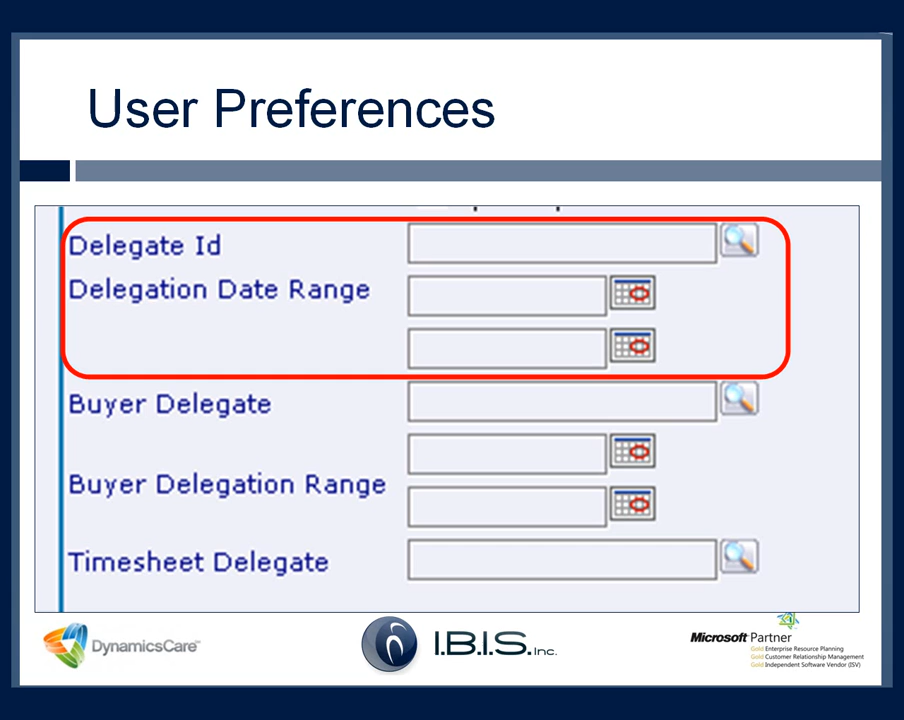 User Preferences
Delegate Id
Delegation Date Range
Buyer Delegate
Buyer Delegation Range
Timesheet Delegate
DynamicsCare℠
I.B.I.S. Inc.
Microsoft Partner
Gold Enterprise Resource Planning
Gold Customer Relationship Management
Gold Independent Software Vendor (ISV)